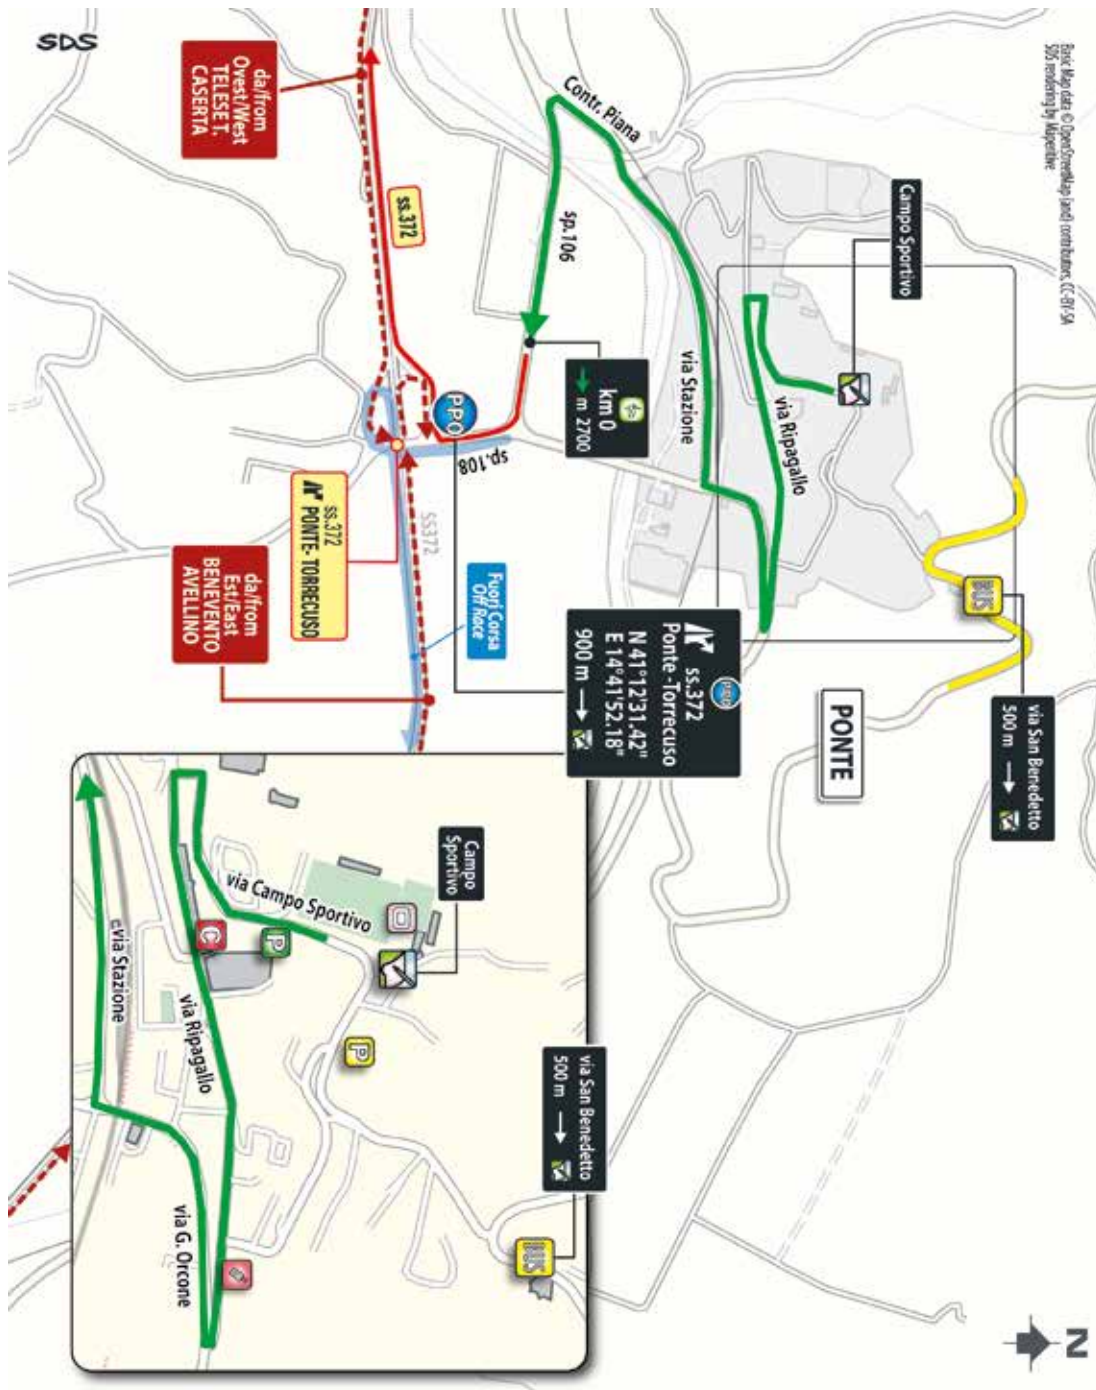 Basic Map data © OpenStreetMap (and) contributors, CC-BY-SA
SDS rendering by Maperitive
SDS
N
Campo Sportivo
via San Benedetto
500 m
BUS
PONTE
Contr. Piana
via Ripagallo
via Stazione
sp.106
km 0
m 2700
PPO
ss.372
Ponte-Torrecuso
N 41°12'31.42"
E 14°41'52.18"
900 m
PPO
sp.108
ss.372
SS372
da/from
Ovest/West
TELESE T.
CASERTA
ss.372
PONTE- TORRECUSO
Fuori Corsa
Off Race
da/from
Est/East
BENEVENTO
AVELLINO
via San Benedetto
500 m
BUS
Campo
Sportivo
O
via Campo Sportivo
P
P
C
via Ripagallo
via Stazione
via G. Orcone